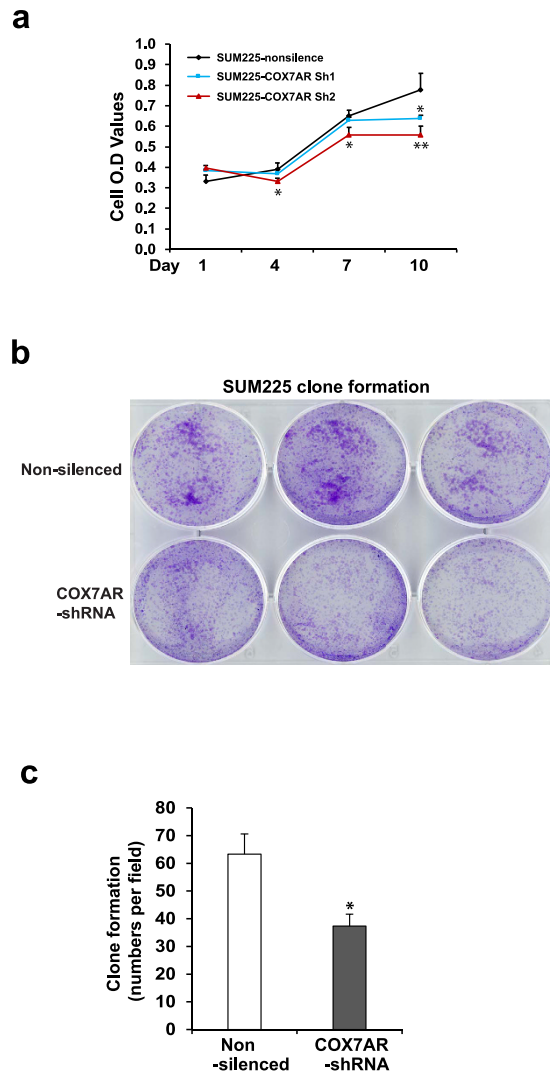 a
SUM225-nonsilence
SUM225-COX7AR Sh1
SUM225-COX7AR Sh2
Cell O.D Values
1.0
0.9
0.8
0.7
0.6
0.5
0.4
0.3
0.2
0.1
0.0
*
*
*
**
Day 1 4 7 10
b
SUM225 clone formation
Non-silenced
COX7AR
-shRNA
c
Clone formation
(numbers per field)
80
70
60
50
40
30
20
10
0
*
Non
-silenced
COX7AR
-shRNA